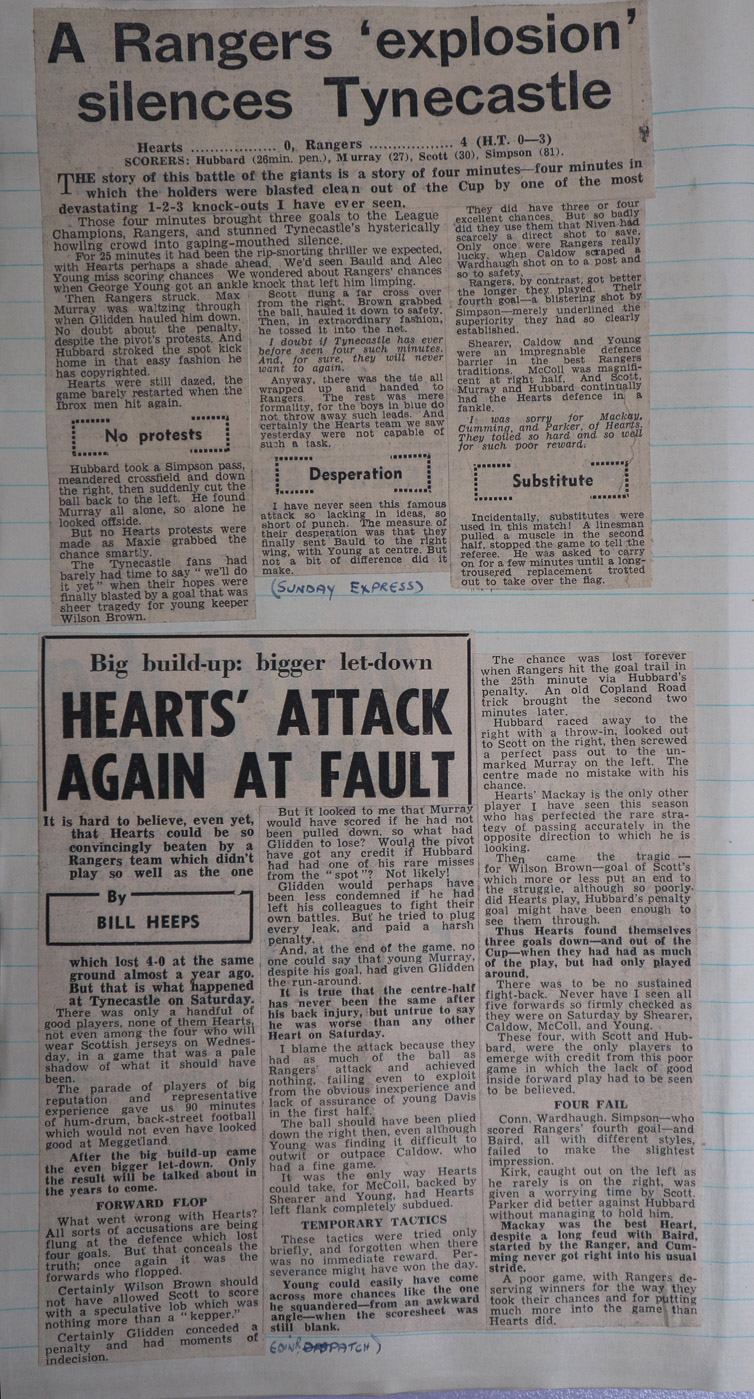 A Rangers ‘explosion’
silences Tynecastle
Hearts ................. 0, Rangers ................. 4 (H.T. 0—3)
SCORERS: Hubbard (26min. pen.), Murray (27), Scott (30), Simpson (81).
THE story of this battle of the giants is a story of four minutes—four minutes in
which the holders were blasted clean out of the Cup by one of the most
devastating 1-2-3 knock-outs I have ever seen.
Those four minutes brought three goals to the League
Champions, Rangers, and stunned Tynecastle's hysterically
howling crowd into gaping-mouthed silence.
For 25 minutes it had been the rip-snorting thriller we expected,
with Hearts perhaps a shade ahead. We'd seen Bauld and Alec
Young miss scoring chances We wondered about Rangers' chances
when George Young got an ankle knock that left him limping.
Then Rangers struck. Max
Murray was waltzing through
when Glidden hauled him down.
No doubt about the penalty,
despite the pivot's protests. And
Hubbard stroked the spot kick
home in that easy fashion he
has copyrighted.
Hearts were still dazed, the
game barely restarted when the
Ibrox men hit again.
No protests
Hubbard took a Simpson pass,
meandered crossfield and down
the right, then suddenly cut the
ball back to the left. He found
Murray all alone, so alone he
looked offside.
But no Hearts protests were
made as Maxie grabbed the
chance smartly.
The Tynecastle fans had
barely had time to say “ we'll do
it yet ” when their hopes were
finally blasted by a goal that was
sheer tragedy for young keeper
Wilson Brown.
Scott flung a far cross over
from the right. Brown grabbed
the ball, hauled it down to safety.
Then, in extraordinary fashion,
he tossed it into the net.
I doubt if Tynecastle has ever
before seen four such minutes.
And, for sure, they will never
want to again.
Anyway, there was the tie all
wrapped up and handed to
Rangers. The rest was mere
formality, for the boys in blue do
not throw away such leads. And
certainly the Hearts team we saw
yesterday were not capable of
such a task.
Desperation
I have never seen this famous
attack so lacking in ideas, so
short of punch. The measure of
their desperation was that they
finally sent Bauld to the right
wing, with Young at centre. But
not a bit of difference did it
make.
(SUNDAY EXPRESS)
They did have three or four
excellent chances. But so badly
did they use them that Niven had
scarcely a direct shot to save.
Only once were Rangers really
lucky, when Caldow scraped a
Wardhaugh shot on to a post and
so to safety.
Rangers, by contrast, got better
the longer they played. Their
fourth goal—a blistering shot by
Simpson—merely underlined the
superiority they had so clearly
established.
Shearer, Caldow and Young
were an impregnable defence
barrier in the best Rangers
traditions. McColl was magnifi-
cent at right half. And Scott,
Murray and Hubbard continually
had the Hearts defence in a
fankle.
I was sorry for Mackay,
Cumming, and Parker, of Hearts.
They toiled so hard and so well
for such poor reward.
Substitute
Incidentally, substitutes were
used in this match! A linesman
pulled a muscle in the second
half, stopped the game to tell the
referee. He was asked to carry
on for a few minutes until a long-
trousered replacement trotted
out to take over the flag.
Big build-up: bigger let-down
HEARTS’ ATTACK
AGAIN AT FAULT
It is hard to believe, even yet,
that Hearts could be so
convincingly beaten by a
Rangers team which didn't
play so well as the one
By
BILL HEEPS
which lost 4-0 at the same
ground almost a year ago.
But that is what happened
at Tynecastle on Saturday.
There was only a handful of
good players, none of them Hearts,
not even among the four who will
wear Scottish jerseys on Wednes-
day, in a game that was a pale
shadow of what it should have
been.
The parade of players of big
reputation and representative
experience gave us 90 minutes
of hum-drum, back-street football
which would not even have looked
good at Meggetland.
After the big build-up came
the even bigger let-down. Only
the result will be talked about in
the years to come.
FORWARD FLOP
What went wrong with Hearts?
All sorts of accusations are being
flung at the defence which lost
four goals. But that conceals the
truth; once again it was the
forwards who flopped.
Certainly Wilson Brown should
not have allowed Scott to score
with a speculative lob which was
nothing more than a “kepper.”
Certainly Glidden conceded a
penalty and had moments of
indecision.
But it looked to me that Murray
would have scored if he had not
been pulled down, so what had
Glidden to lose? Would the pivot
have got any credit if Hubbard
had had one of his rare misses
from the “spot”? Not likely!
Glidden would perhaps have
been less condemned if he had
left his colleagues to fight their
own battles. But he tried to plug
every leak, and paid a harsh
penalty.
And, at the end of the game, no
one could say that young Murray,
despite his goal, had given Glidden
the run-around.
It is true that the centre-half
has never been the same after
his back injury, but untrue to say
he was worse than any other
Heart on Saturday.
I blame the attack because they
had as much of the ball as
Rangers' attack and achieved
nothing, failing even to exploit
from the obvious inexperience and
lack of assurance of young Davis
in the first half.
The ball should have been plied
down the right then, even although
Young was finding it difficult to
outwit or outpace Caldow, who
had a fine game.
It was the only way Hearts
could take, for McColl, backed by
Shearer and Young, had Hearts
left flank completely subdued.
TEMPORARY TACTICS
These tactics were tried only
briefly, and forgotten when there
was no immediate reward. Per-
severance might have won the day.
Young could easily have come
across more chances like the one
he squandered—from an awkward
angle—when the scoresheet was
still blank.
The chance was lost forever
when Rangers hit the goal trail in
the 25th minute via Hubbard's
penalty. An old Copland Road
trick brought the second two
minutes later.
Hubbard raced away to the
right with a throw-in, looked out
to Scott on the right, then screwed
a perfect pass out to the un-
marked Murray on the left. The
centre made no mistake with his
chance.
Hearts' Mackay is the only other
player I have seen this season
who has perfected the rare stra-
tegy of passing accurately in the
opposite direction to which he is
looking.
Then came the tragic —
for Wilson Brown—goal of Scott's
which more or less put an end to
the struggle, although so poorly
did Hearts play, Hubbard's penalty
goal might have been enough to
see them through.
Thus Hearts found themselves
three goals down—and out of the
Cup—when they had had as much
of the play, but had only played
around.
There was to be no sustained
fight-back. Never have I seen all
five forwards so firmly checked as
they were on Saturday by Shearer,
Caldow, McColl, and Young.
These four, with Scott and Hub-
bard, were the only players to
emerge with credit from this poor
game in which the lack of good
inside forward play had to be seen
to be believed.
FOUR FAIL
Conn, Wardhaugh, Simpson—who
scored Rangers' fourth goal—and
Baird, all with different styles,
failed to make the slightest
impression.
Kirk, caught out on the left as
he rarely is on the right, was
given a worrying time by Scott.
Parker did better against Hubbard
without managing to hold him.
Mackay was the best Heart,
despite a long feud with Baird,
started by the Ranger, and Cum-
ming never got right into his usual
stride.
A poor game, with Rangers de-
serving winners for the way they
took their chances and for putting
much more into the game than
Hearts did.